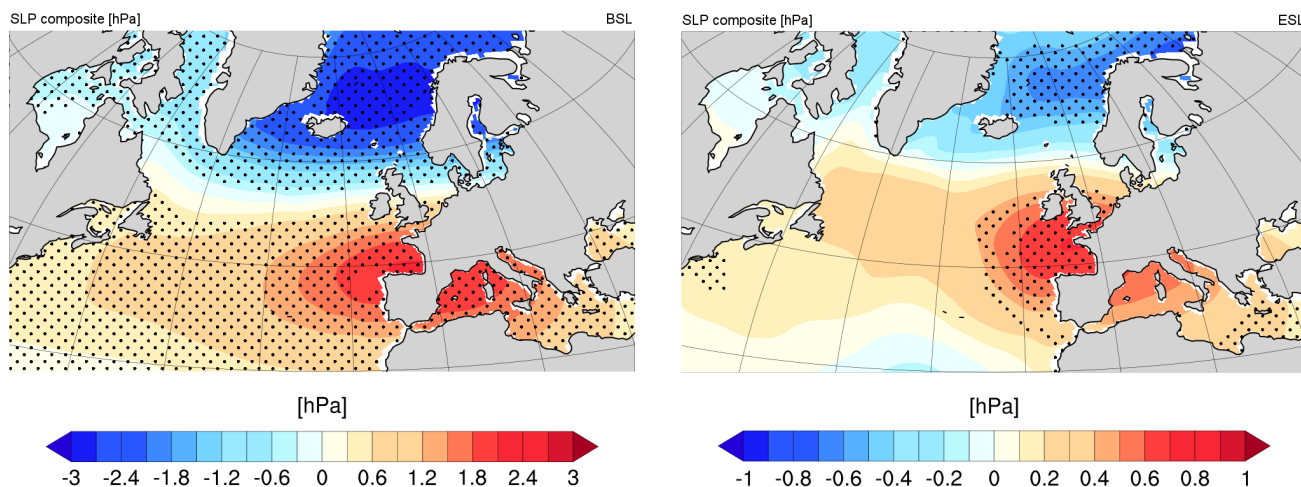 SLP composite [hPa] BSL
SLP composite [hPa] ESL
[hPa]
-3 -2.4 -1.8 -1.2 -0.6 0 0.6 1.2 1.8 2.4 3
[hPa]
-1 -0.8 -0.6 -0.4 -0.2 0 0.2 0.4 0.6 0.8 1